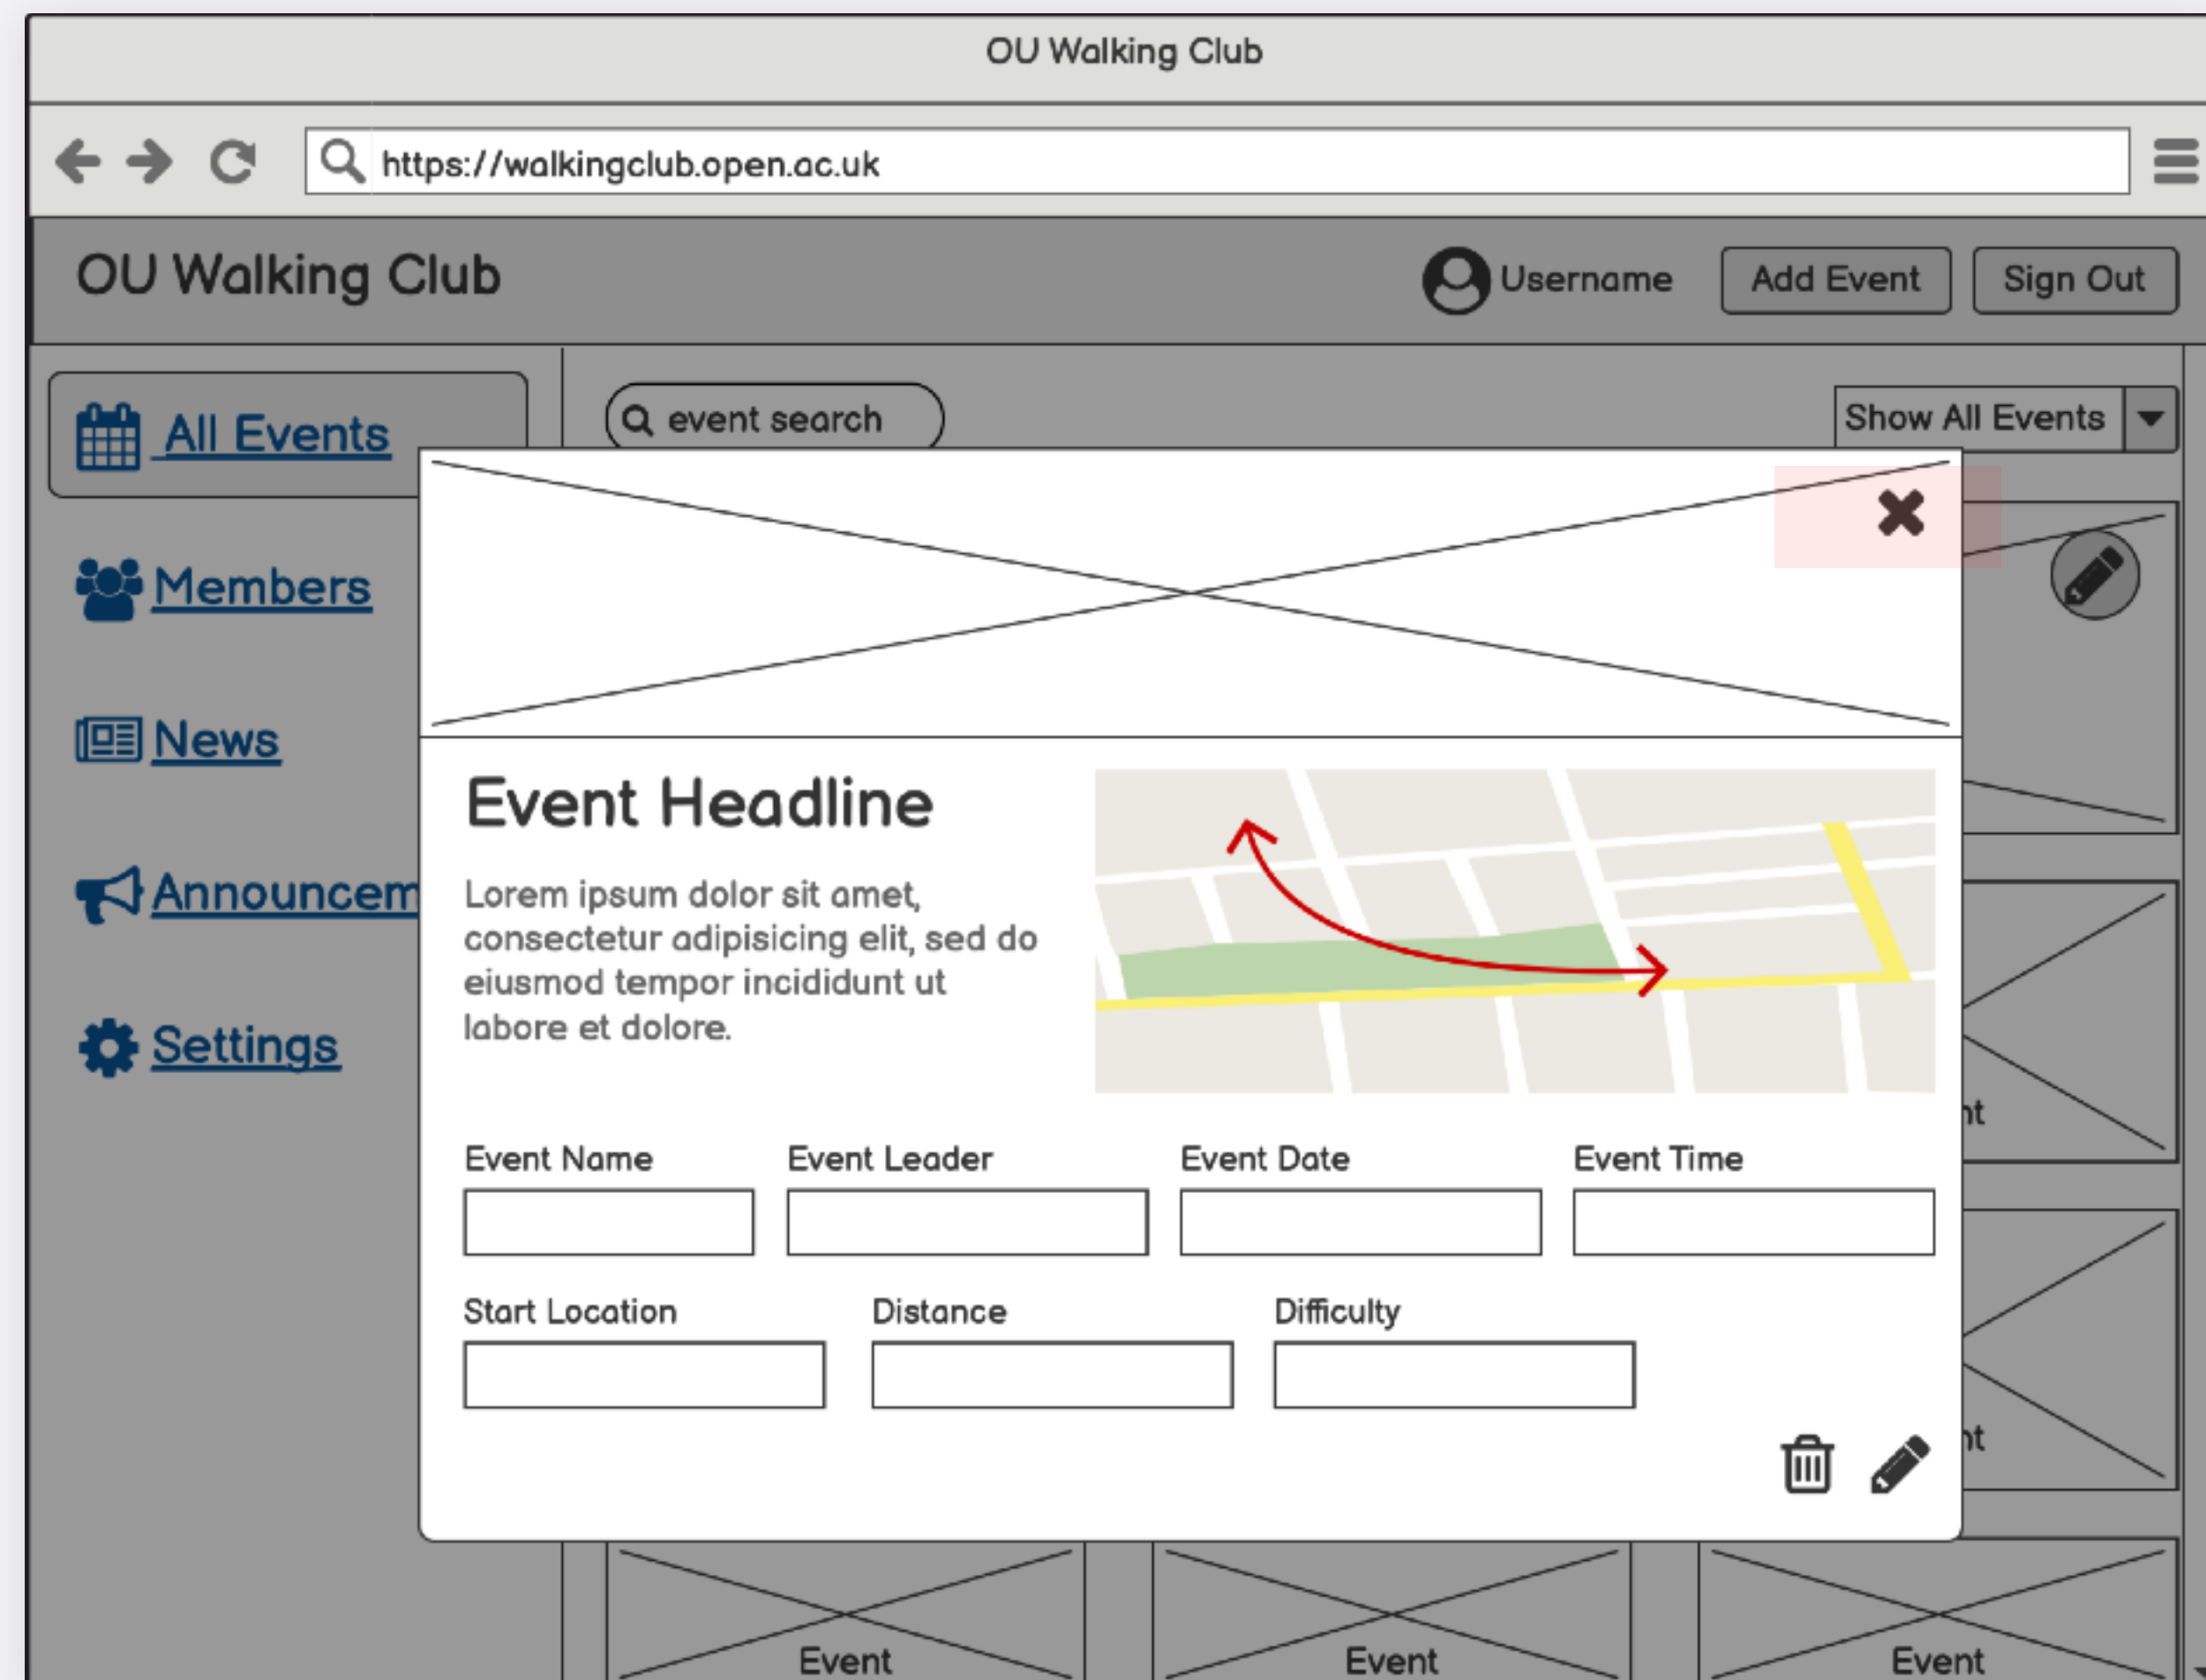 OU Walking Club
https://walkingclub.open.ac.uk
OU Walking Club
Username
Add Event
Sign Out
All Events
event search
Show All Events
Members
News
Announcem
Settings
Event Headline
Lorem ipsum dolor sit amet,
consectetur adipisicing elit, sed do
eiusmod tempor incididunt ut
labore et dolore.
Event Name
Event Leader
Event Date
Event Time
Start Location
Distance
Difficulty
nt
nt
Event
Event
Event